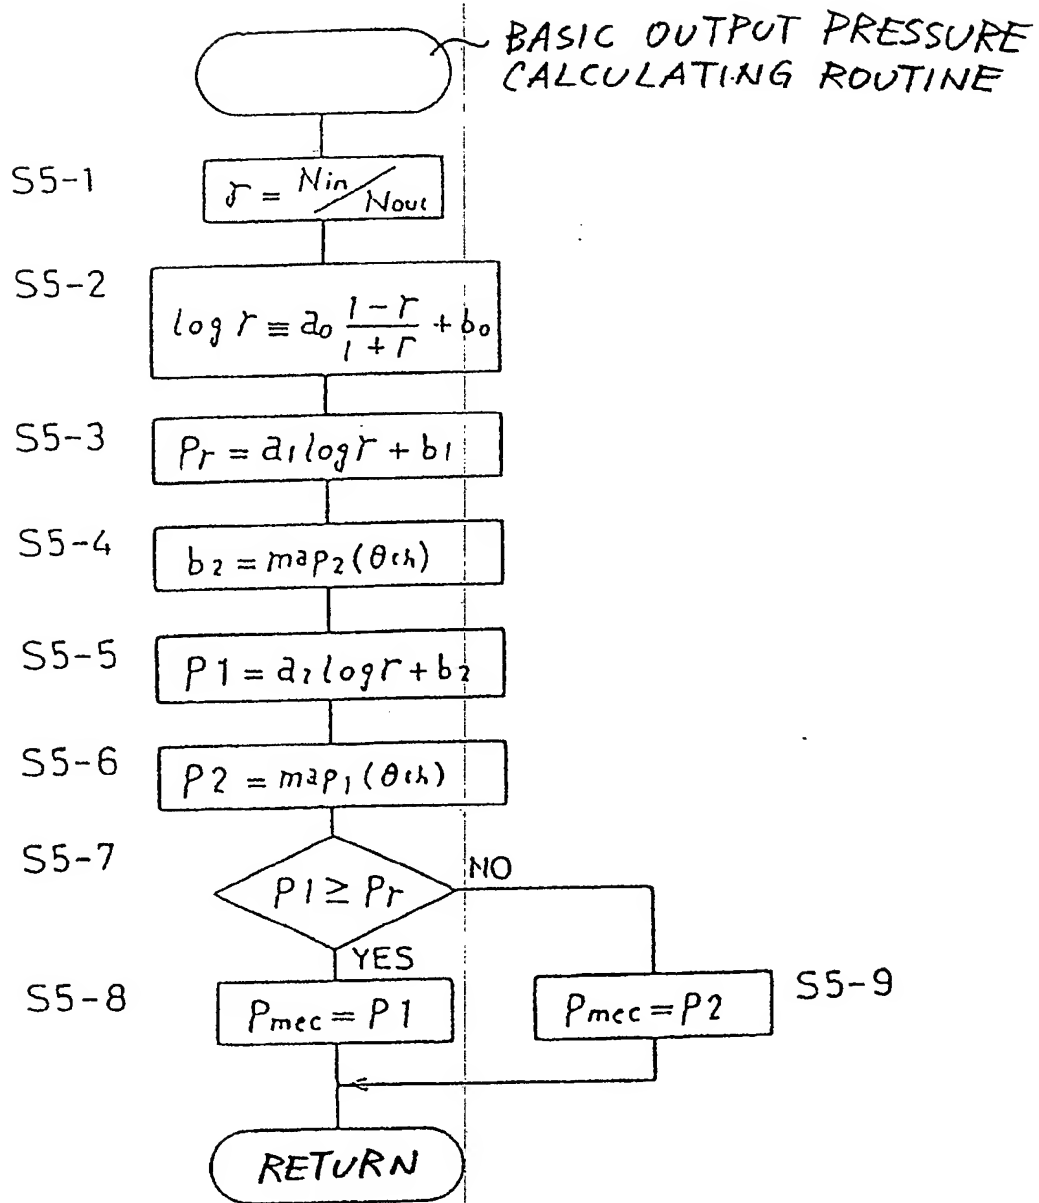 BASIC OUTPUT PRESSURE
CALCULATING ROUTINE
S5-1
r = Nin/Nout
S5-2
log r ≡ a₀ (1-r)/(1+r) + b₀
S5-3
Pr = a₁ log r + b₁
S5-4
b₂ = map₂(θth)
S5-5
P1 = a₂ log r + b₂
S5-6
P2 = map₁(θth)
S5-7
P1 ≥ Pr
NO
YES
S5-8
Pmec = P1
Pmec = P2
S5-9
RETURN